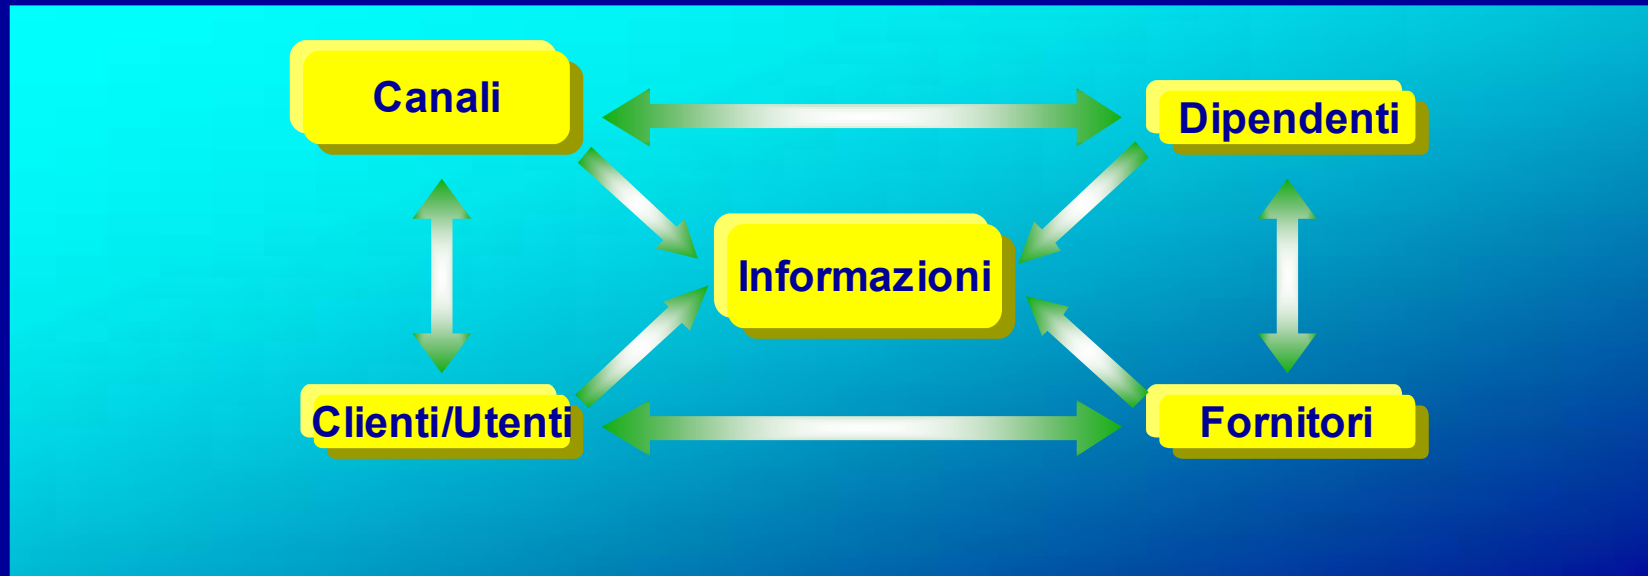 Canali
Dipendenti
Informazioni
Clienti/Utenti
Fornitori